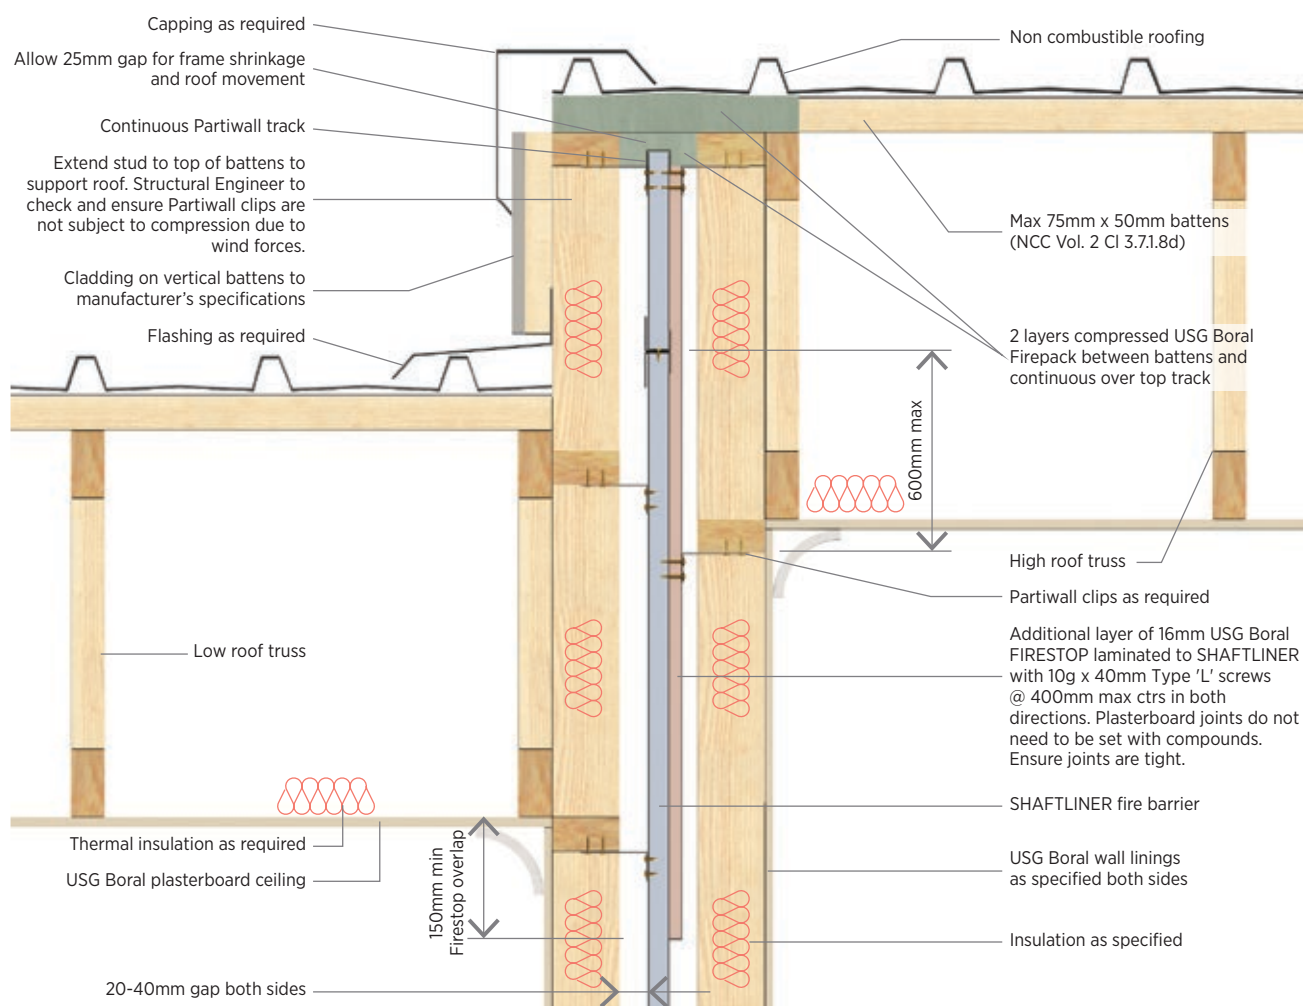 Capping as required
Allow 25mm gap for frame shrinkage
and roof movement
Continuous Partiwall track
Extend stud to top of battens to
support roof. Structural Engineer to
check and ensure Partiwall clips are
not subject to compression due to
wind forces.
Cladding on vertical battens to
manufacturer's specifications
Flashing as required
Low roof truss
Thermal insulation as required
USG Boral plasterboard ceiling
150mm min
Firestop overlap
20-40mm gap both sides
Non combustible roofing
Max 75mm x 50mm battens
(NCC Vol. 2 Cl 3.7.1.8d)
2 layers compressed USG Boral
Firepack between battens and
continuous over top track
600mm max
High roof truss
Partiwall clips as required
Additional layer of 16mm USG Boral
FIRESTOP laminated to SHAFTLINER
with 10g x 40mm Type 'L' screws
@ 400mm max ctrs in both
directions. Plasterboard joints do not
need to be set with compounds.
Ensure joints are tight.
SHAFTLINER fire barrier
USG Boral wall linings
as specified both sides
Insulation as specified